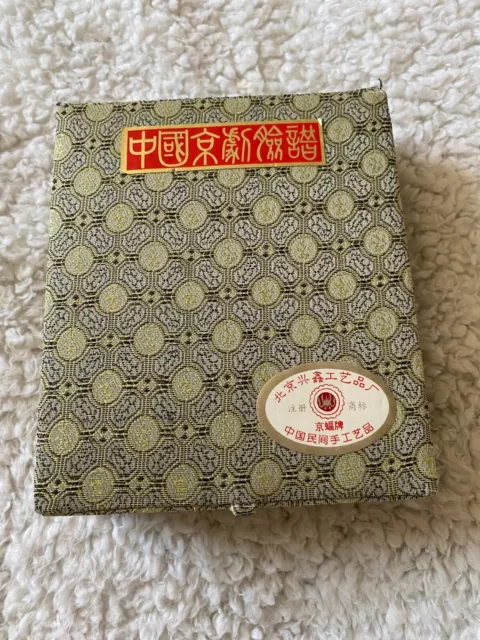 中國京劇臉譜
北京兴鑫工艺品厂
注册 商标
京蝠牌
中国民间手工艺品